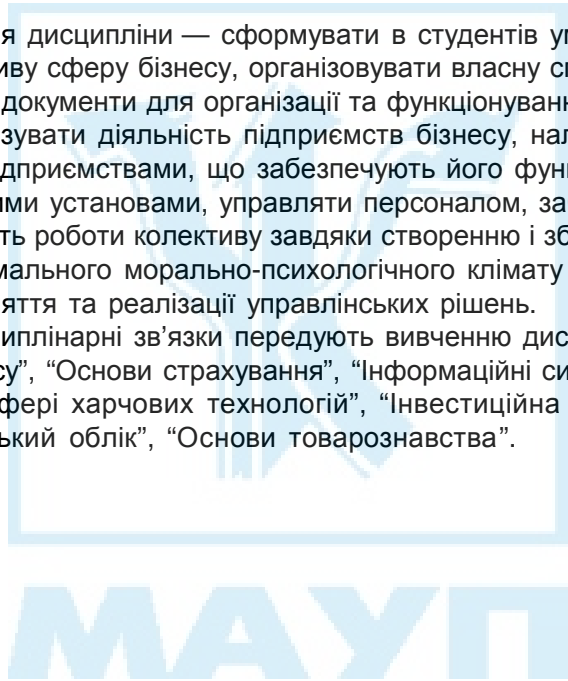 я дисципліни — сформувати в студентів ум
иву сферу бізнесу, організовувати власну сп
документи для організації та функціонуванн
зувати діяльність підприємств бізнесу, нал
дприємствами, що забезпечують його функ
ими установами, управляти персоналом, за
ть роботи колективу завдяки створенню і зб
мального морально-психологічного клімату
яття та реалізації управлінських рішень.
иплінарні зв’язки передують вивченню дис
су”, “Основи страхування”, “Інформаційні си
фері харчових технологій”, “Інвестиційна
ький облік”, “Основи товарознавства”.
МАУП